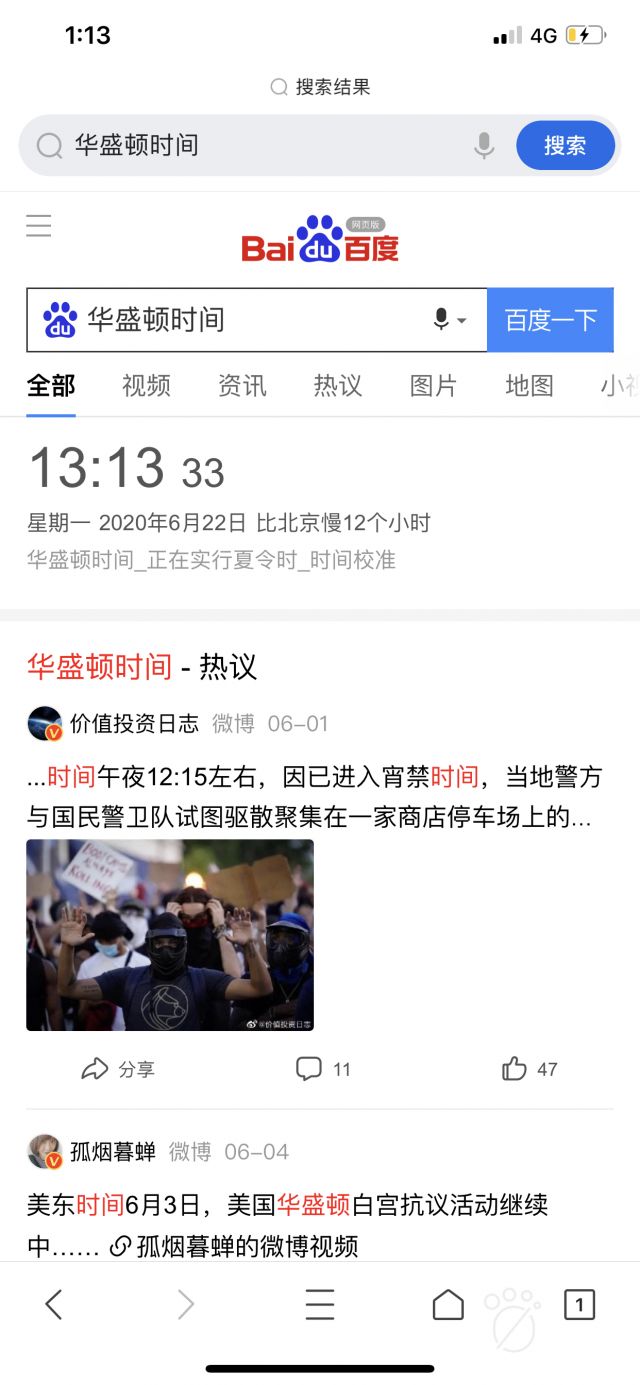 1:13
4G
搜索结果
华盛顿时间
搜索
Bai du 百度
网页版
du 华盛顿时间
百度一下
全部 视频 资讯 热议 图片 地图 小视
13:13 33
星期一 2020年6月22日 比北京慢12个小时
华盛顿时间_正在实行夏令时_时间校准
华盛顿时间 - 热议
价值投资日志 微博 06-01
...时间午夜12:15左右，因已进入宵禁时间，当地警方
与国民警卫队试图驱散聚集在一家商店停车场上的...
@价值投资日志
分享 11 47
孤烟暮蝉 微博 06-04
美东时间6月3日，美国华盛顿白宫抗议活动继续
中…… 孤烟暮蝉的微博视频
1